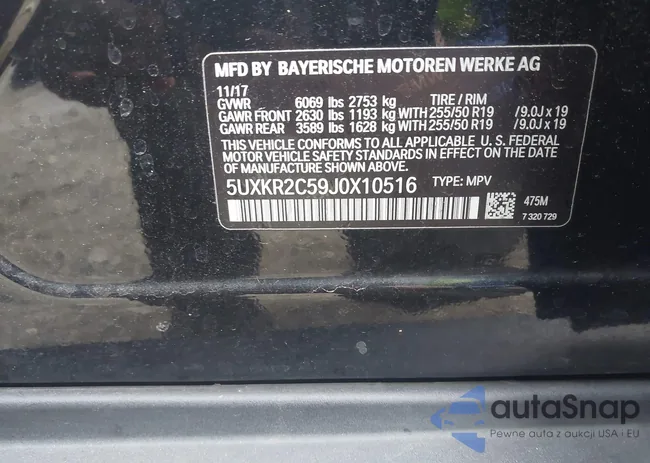 MFD BY BAYERISCHE MOTOREN WERKE AG
11/17
GVWR 6069 lbs 2753 kg TIRE / RIM
GAWR FRONT 2630 lbs 1193 kg WITH 255/50 R19 /9.0J x 19
GAWR REAR 3589 lbs 1628 kg WITH 255/50 R19 /9.0J x 19
THIS VEHICLE CONFORMS TO ALL APPLICABLE U. S. FEDERAL
MOTOR VEHICLE SAFETY STANDARDS
IN EFFECT ON THE DATE OF MANUFACTURE SHOWN ABOVE.
5UXKR2C59J0X10516 TYPE: MPV
475M
7 320 729
autaSnap
Pewne auta z aukcji USA i EU